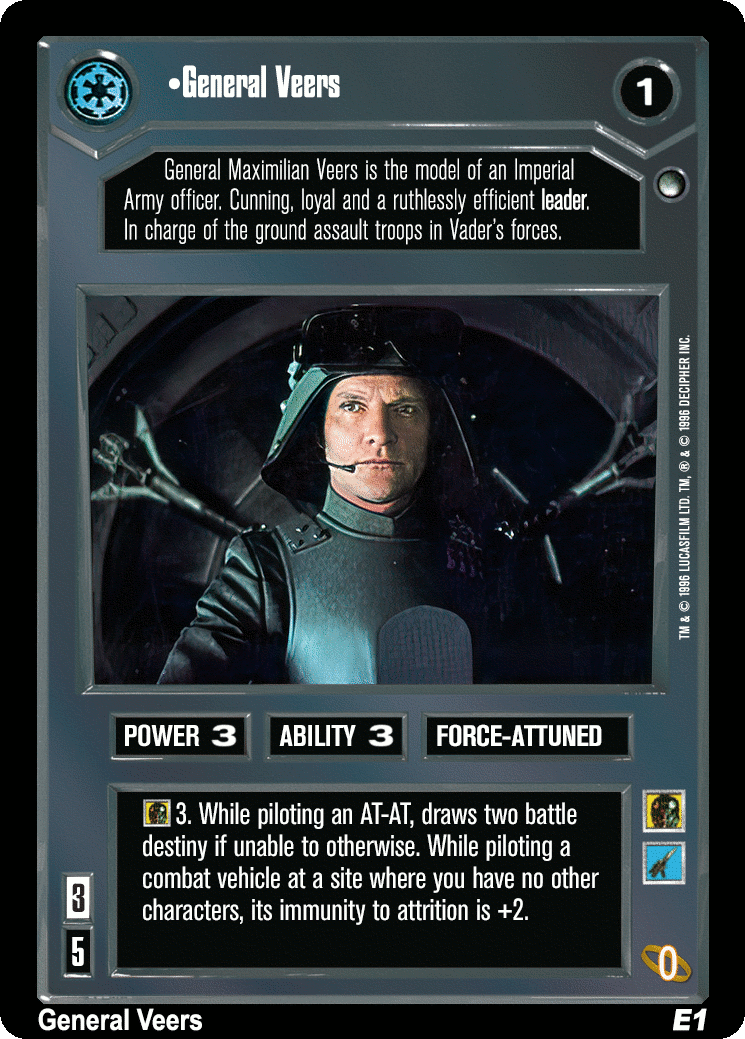 •General Veers
1
General Maximilian Veers is the model of an Imperial
Army officer. Cunning, loyal and a ruthlessly efficient leader.
In charge of the ground assault troops in Vader's forces.
TM & © 1996 LUCASFILM LTD. TM, ® & © 1996 DECIPHER INC.
POWER 3
ABILITY 3
FORCE-ATTUNED
3. While piloting an AT-AT, draws two battle
destiny if unable to otherwise. While piloting a
combat vehicle at a site where you have no other
characters, its immunity to attrition is +2.
3
5
0
General Veers
E1